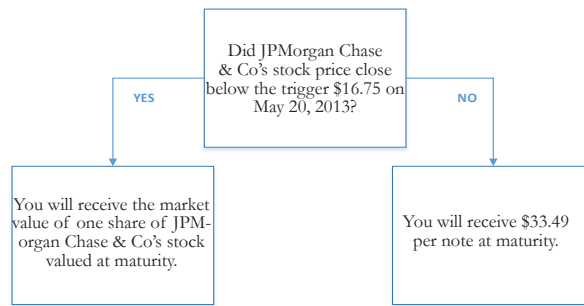 Did JPMorgan Chase
& Co’s stock price close
below the trigger $16.75 on
May 20, 2013?
YES
NO
You will receive the market
value of one share of JPM-
organ Chase & Co’s stock
valued at maturity.
You will receive $33.49
per note at maturity.